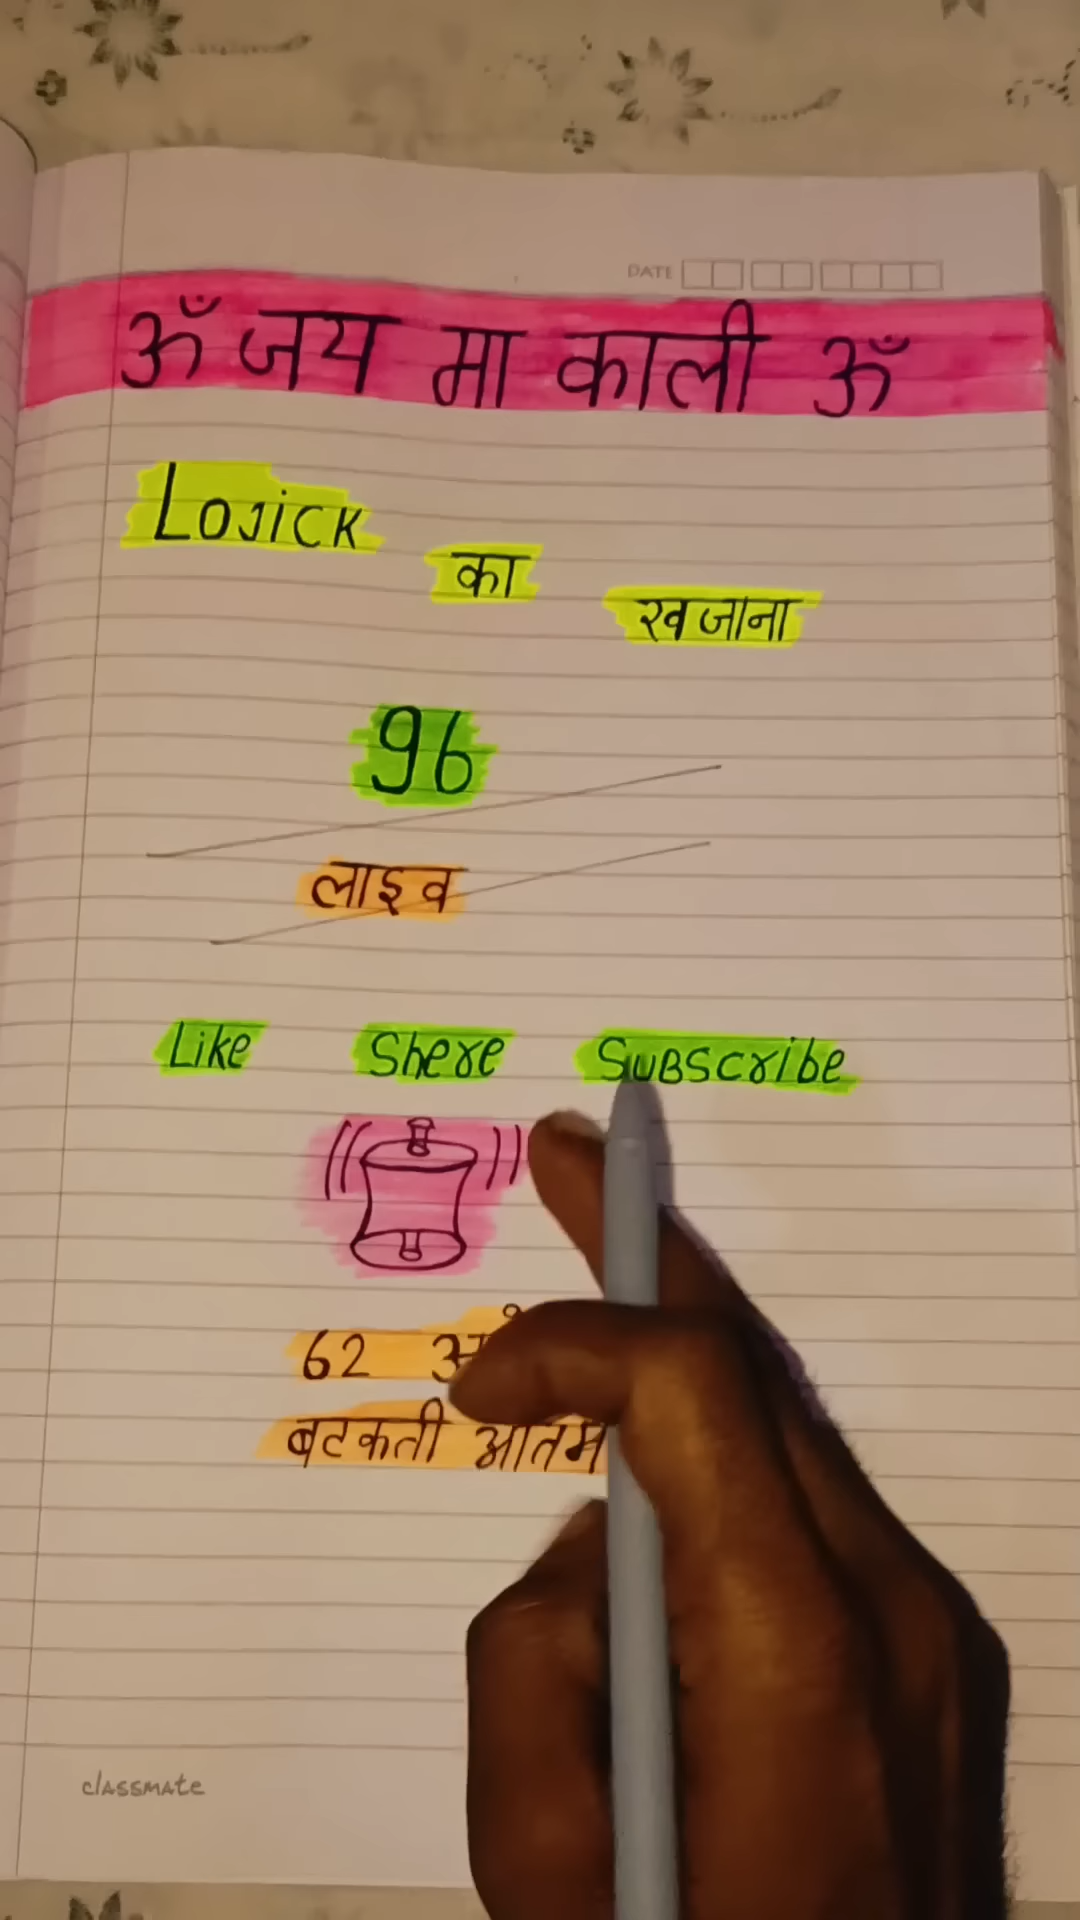 DATE
ॐ जय मा काली ॐ
Lojick
का
खजाना
96
लाइव
Like Shere Subscribe
62
बटकती
classmate